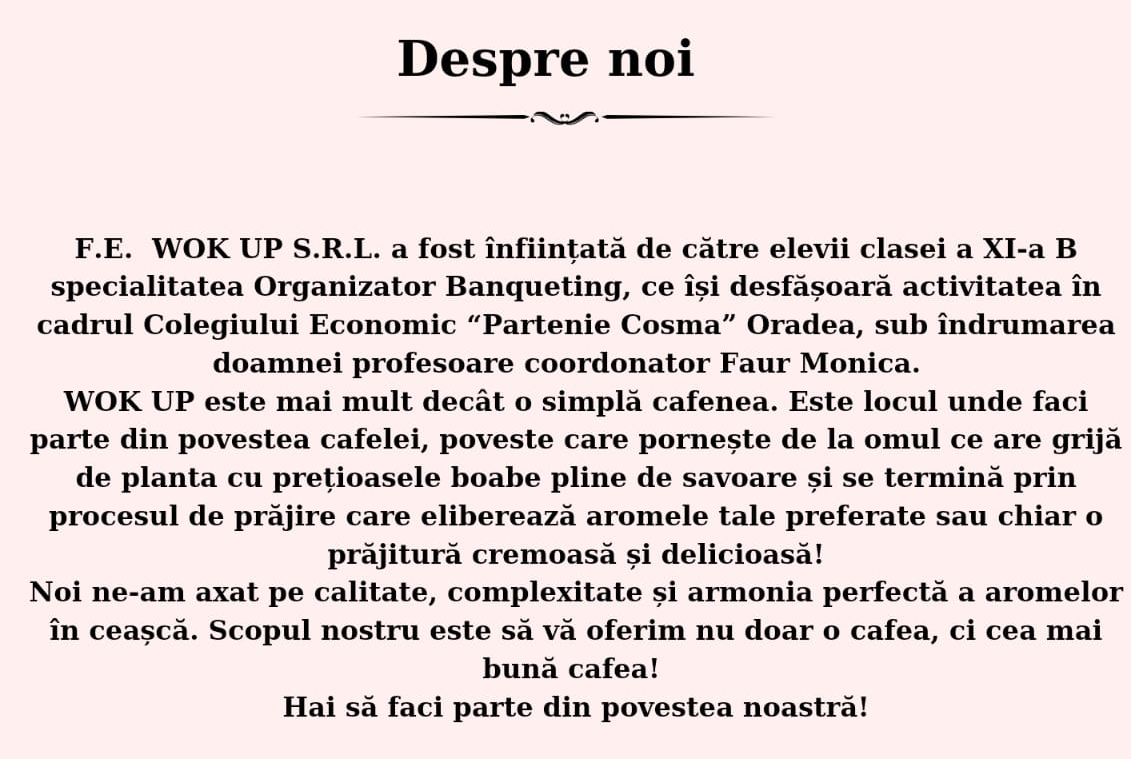 Despre noi
F.E.  WOK UP S.R.L. a fost înființată de către elevii clasei a XI-a B
specialitatea Organizator Banqueting, ce își desfășoară activitatea în
cadrul Colegiului Economic “Partenie Cosma” Oradea, sub îndrumarea
doamnei profesoare coordonator Faur Monica.
WOK UP este mai mult decât o simplă cafenea. Este locul unde faci
parte din povestea cafelei, poveste care pornește de la omul ce are grijă
de planta cu prețioasele boabe pline de savoare și se termină prin
procesul de prăjire care eliberează aromele tale preferate sau chiar o
prăjitură cremoasă și delicioasă!
Noi ne-am axat pe calitate, complexitate și armonia perfectă a aromelor
în ceașcă. Scopul nostru este să vă oferim nu doar o cafea, ci cea mai
bună cafea!
Hai să faci parte din povestea noastră!